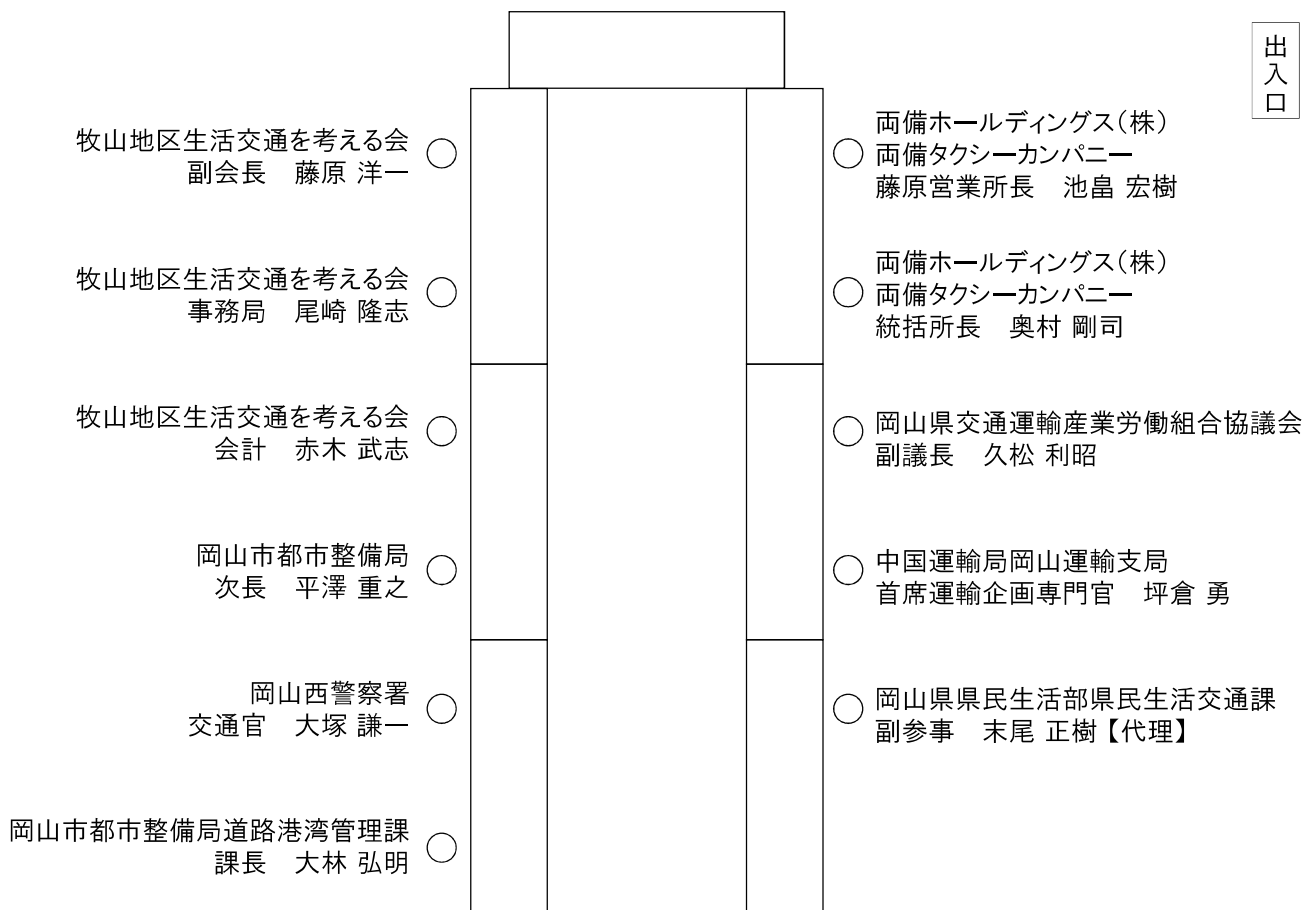 出入口
牧山地区生活交通を考える会
副会長　藤原 洋一
牧山地区生活交通を考える会
事務局　尾崎 隆志
牧山地区生活交通を考える会
会計　赤木 武志
岡山市都市整備局
次長　平澤 重之
岡山西警察署
交通官　大塚 謙一
岡山市都市整備局道路港湾管理課
課長　大林 弘明
両備ホールディングス（株）
両備タクシーカンパニー
藤原営業所長　池畠 宏樹
両備ホールディングス（株）
両備タクシーカンパニー
統括所長　奥村 剛司
岡山県交通運輸産業労働組合協議会
副議長　久松 利昭
中国運輸局岡山運輸支局
首席運輸企画専門官　坪倉 勇
岡山県県民生活部県民生活交通課
副参事　末尾 正樹【代理】